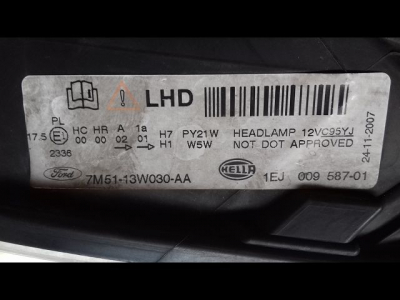 LHD
PL HC HR A 1a H7 PY21W HEADLAMP 12VC95YJ
17.5 E1 00 00 02 01 H1 W5W NOT DOT APPROVED
2336
Ford 7M51-13W030-AA HELLA 1EJ 009 587-01
24-11-2007